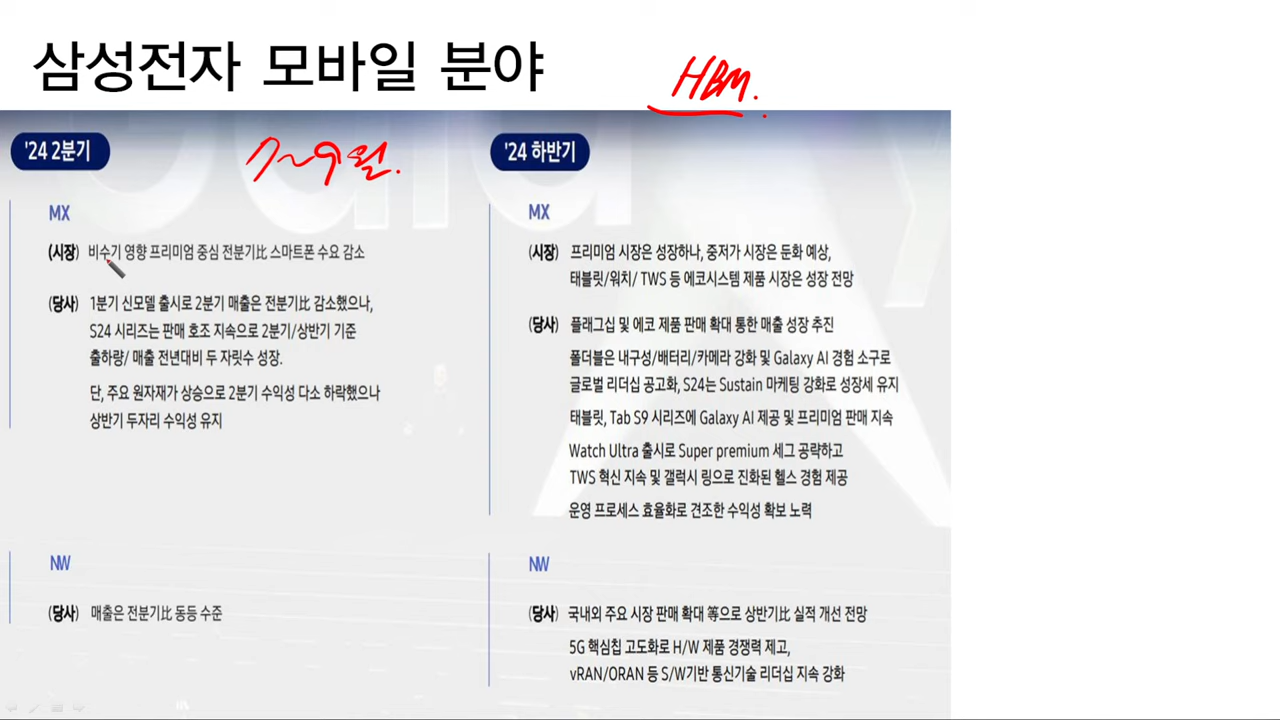 삼성전자 모바일 분야
HBM.
'24 2분기
7~9월.
MX
(시장) 비수기 영향 프리미엄 중심 전분기比 스마트폰 수요 감소
(당사) 1분기 신모델 출시로 2분기 매출은 전분기比 감소했으나,
S24 시리즈는 판매 호조 지속으로 2분기/상반기 기준
출하량/ 매출 전년대비 두 자릿수 성장.
단, 주요 원자재가 상승으로 2분기 수익성 다소 하락했으나
상반기 두자리 수익성 유지
NW
(당사) 매출은 전분기比 동등 수준
'24 하반기
MX
(시장) 프리미엄 시장은 성장하나, 중저가 시장은 둔화 예상,
태블릿/워치/ TWS 등 에코시스템 제품 시장은 성장 전망
(당사) 플래그십 및 에코 제품 판매 확대 통한 매출 성장 추진
폴더블은 내구성/배터리/카메라 강화 및 Galaxy AI 경험 소구로
글로벌 리더십 공고화, S24는 Sustain 마케팅 강화로 성장세 유지
태블릿, Tab S9 시리즈에 Galaxy AI 제공 및 프리미엄 판매 지속
Watch Ultra 출시로 Super premium 세그 공략하고
TWS 혁신 지속 및 갤럭시 링으로 진화된 헬스 경험 제공
운영 프로세스 효율화로 견조한 수익성 확보 노력
NW
(당사) 국내외 주요 시장 판매 확대 等으로 상반기比 실적 개선 전망
5G 핵심칩 고도화로 H/W 제품 경쟁력 제고,
vRAN/ORAN 등 S/W기반 통신기술 리더십 지속 강화